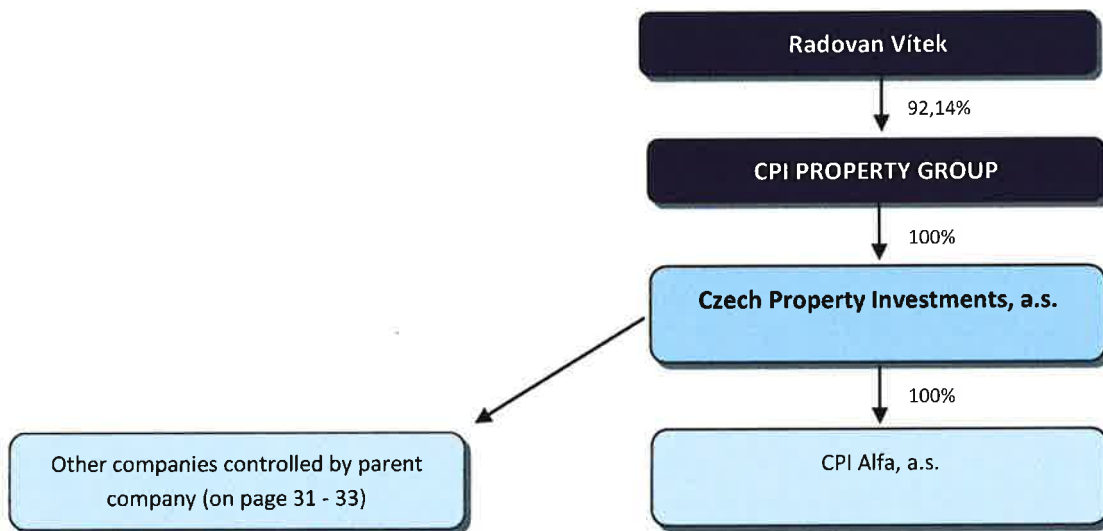 Radovan Vítek
92,14%
CPI PROPERTY GROUP
100%
Czech Property Investments, a.s.
100%
Other companies controlled by parent
company (on page 31 - 33)
CPI Alfa, a.s.